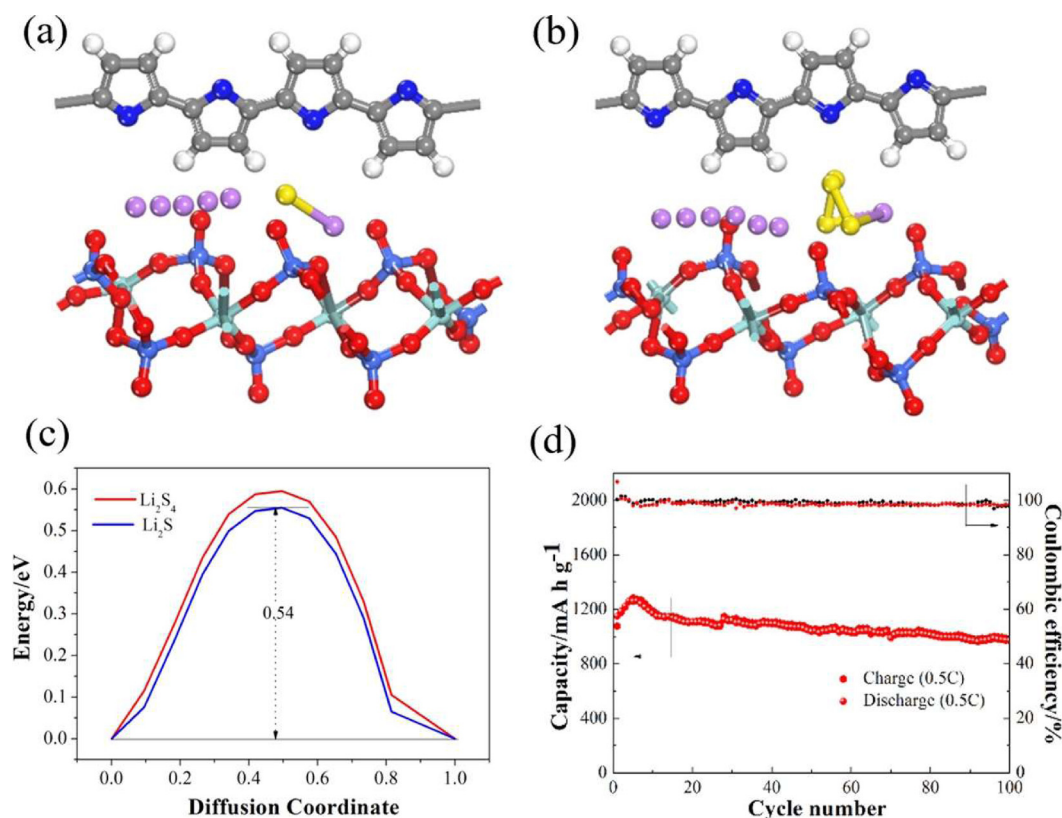 (a)
(b)
(c)
0.6
0.5
0.4
0.3
0.2
0.1
0.0
Energy/eV
Li₂S₄
Li₂S
0.54
0.0 0.2 0.4 0.6 0.8 1.0
Diffusion Coordinate
(d)
2000
1600
1200
800
400
0
Capacity/mA h g-1
100
80
60
40
20
0
Coulombic efficiency/%
Charge (0.5C)
Discharge (0.5C)
0 20 40 60 80 100
Cycle number